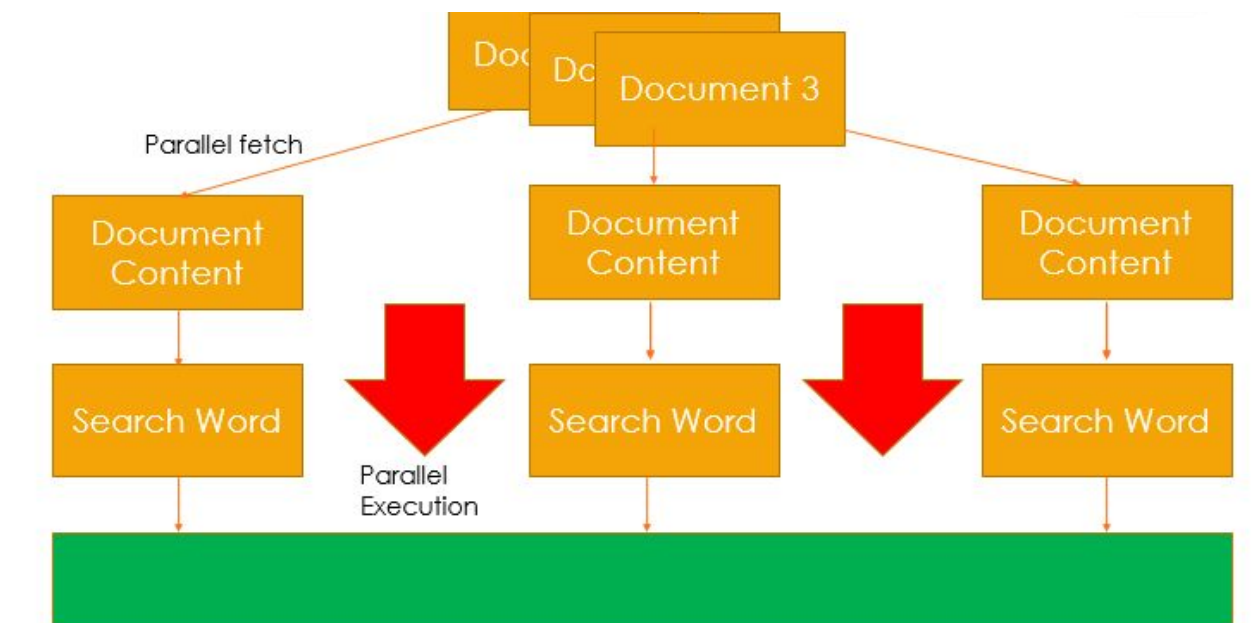 Document 3
Parallel fetch
Document
Content
Document
Content
Document
Content
Search Word
Search Word
Search Word
Parallel
Execution